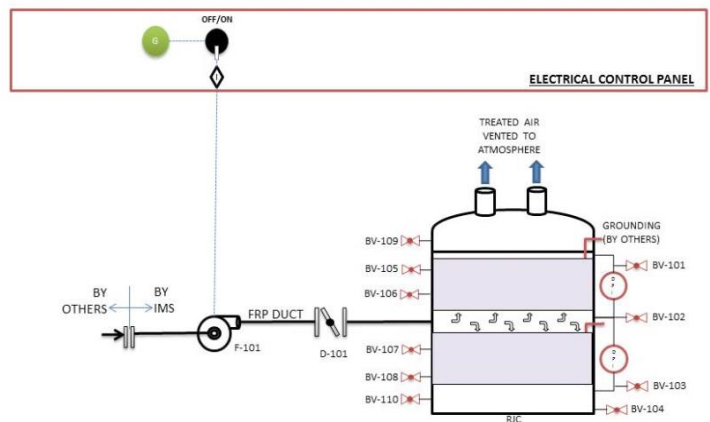 OFF/ON
G
ELECTRICAL CONTROL PANEL
TREATED AIR
VENTED TO
ATMOSPHERE
GROUNDING
(BY OTHERS)
BV-109
BV-105
BV-106
BV-101
BV-102
BY
OTHERS
BY
IMS
FRP DUCT
F-101
D-101
BV-107
BV-108
BV-110
BV-103
BV-104
RJC